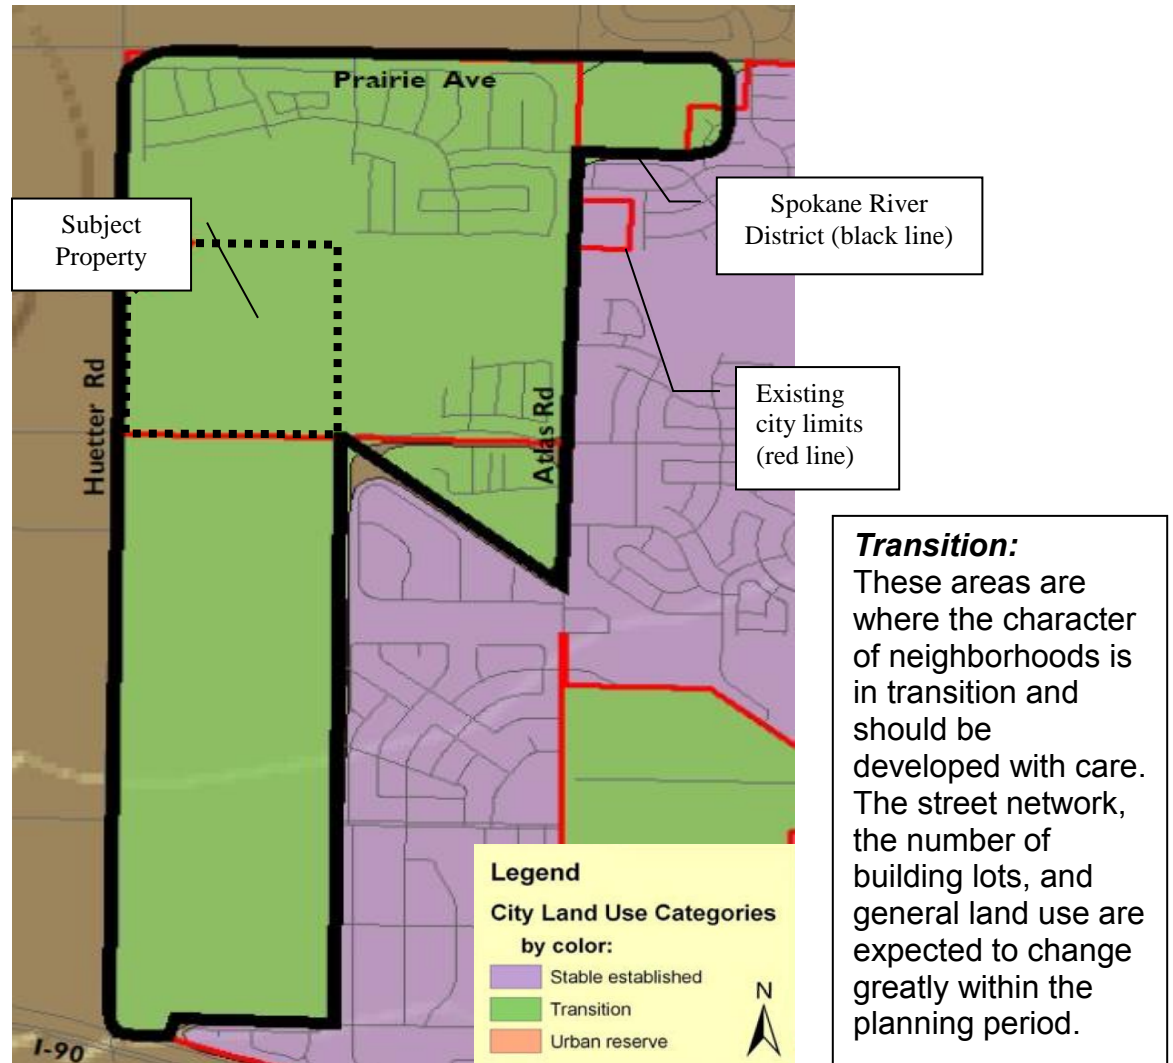 Prairie Ave
Subject
Property
Spokane River
District (black line)
Existing
city limits
(red line)
Huetter Rd
Atlas Rd
Transition:
These areas are
where the character
of neighborhoods is
in transition and
should be
developed with care.
The street network,
the number of
building lots, and
general land use are
expected to change
greatly within the
planning period.
Legend
City Land Use Categories
by color:
Stable established
Transition
Urban reserve
N
I-90